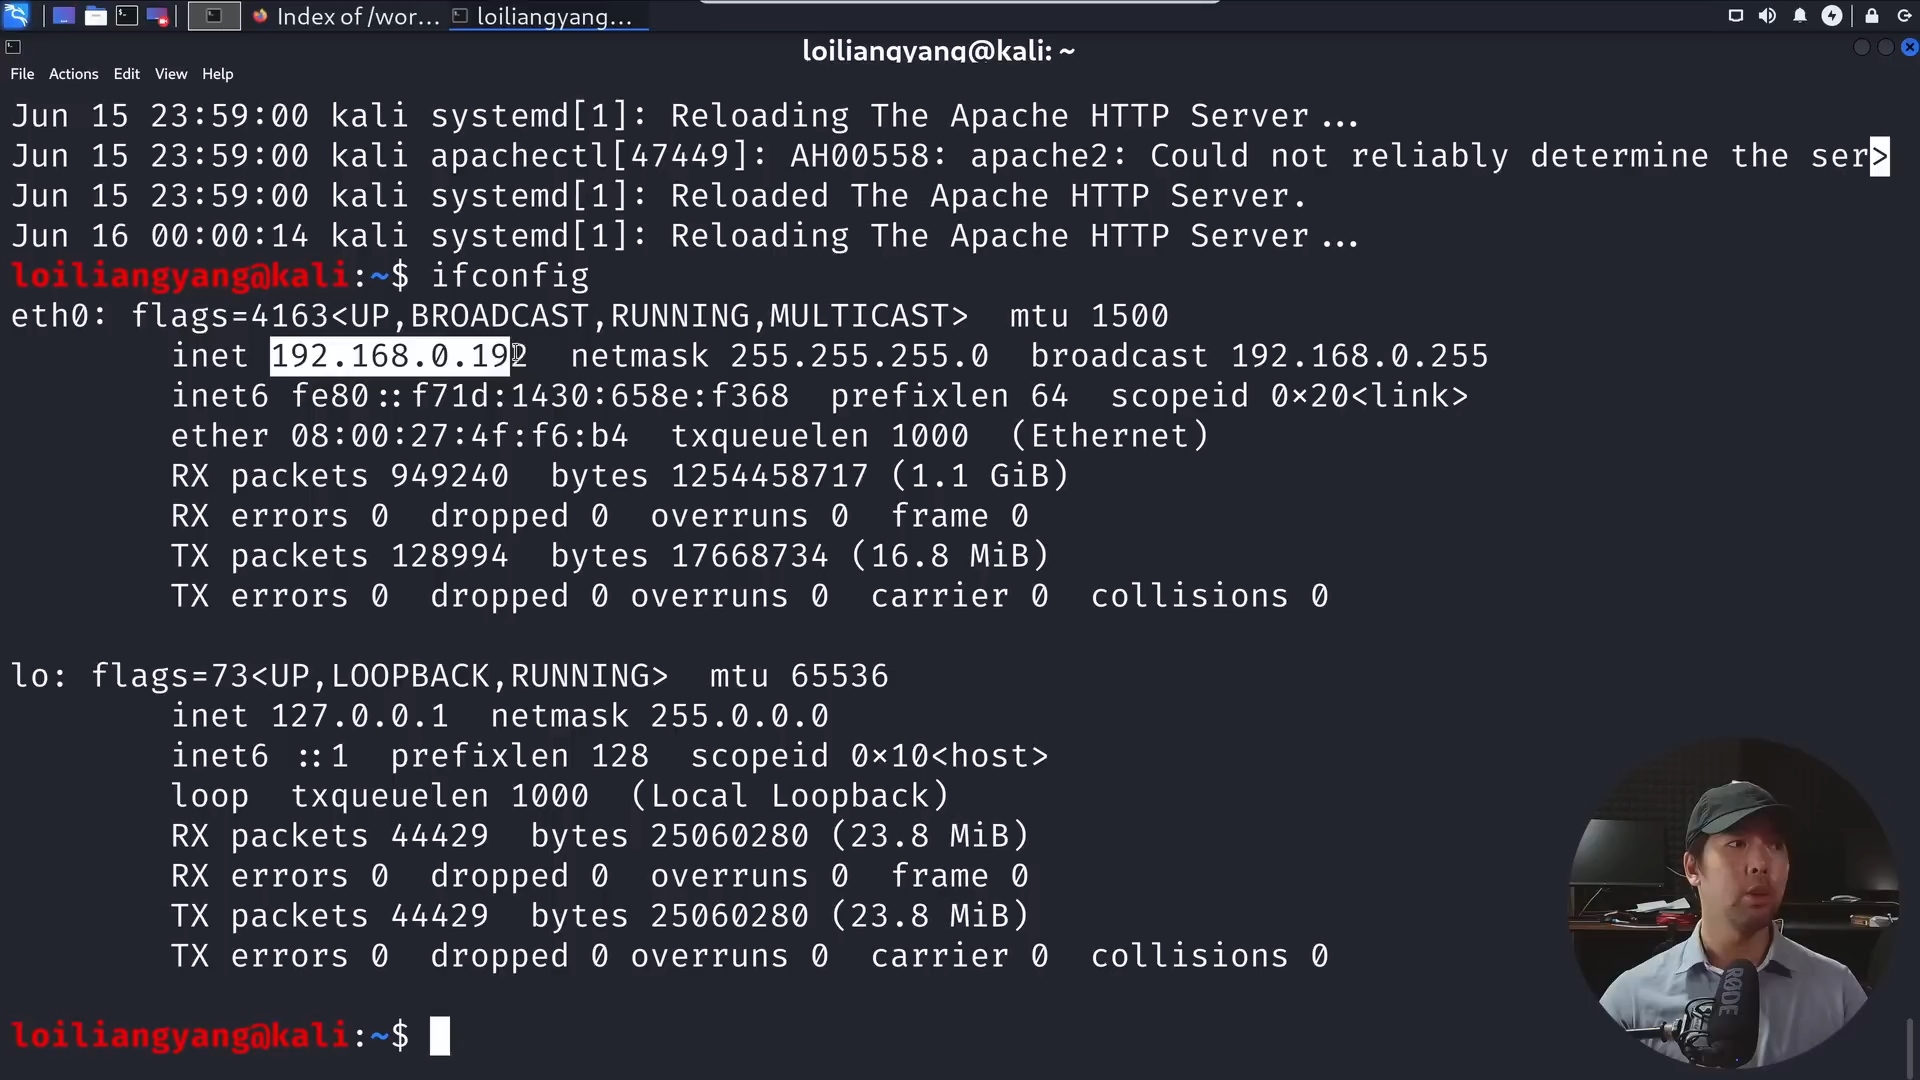 Index of /wor...
loiliangyang...
loiliangyang@kali: ~
File Actions Edit View Help
Jun 15 23:59:00 kali systemd[1]: Reloading The Apache HTTP Server...
Jun 15 23:59:00 kali apachectl[47449]: AH00558: apache2: Could not reliably determine the ser>
Jun 15 23:59:00 kali systemd[1]: Reloaded The Apache HTTP Server.
Jun 16 00:00:14 kali systemd[1]: Reloading The Apache HTTP Server...
loiliangyang@kali:~$ ifconfig
eth0: flags=4163<UP,BROADCAST,RUNNING,MULTICAST>  mtu 1500
inet 192.168.0.192  netmask 255.255.255.0  broadcast 192.168.0.255
inet6 fe80::f71d:1430:658e:f368  prefixlen 64  scopeid 0×20<link>
ether 08:00:27:4f:f6:b4  txqueuelen 1000  (Ethernet)
RX packets 949240  bytes 1254458717 (1.1 GiB)
RX errors 0  dropped 0  overruns 0  frame 0
TX packets 128994  bytes 17668734 (16.8 MiB)
TX errors 0  dropped 0 overruns 0  carrier 0  collisions 0
lo: flags=73<UP,LOOPBACK,RUNNING>  mtu 65536
inet 127.0.0.1  netmask 255.0.0.0
inet6 ::1  prefixlen 128  scopeid 0×10<host>
loop  txqueuelen 1000  (Local Loopback)
RX packets 44429  bytes 25060280 (23.8 MiB)
RX errors 0  dropped 0  overruns 0  frame 0
TX packets 44429  bytes 25060280 (23.8 MiB)
TX errors 0  dropped 0 overruns 0  carrier 0  collisions 0
loiliangyang@kali:~$
RØDE